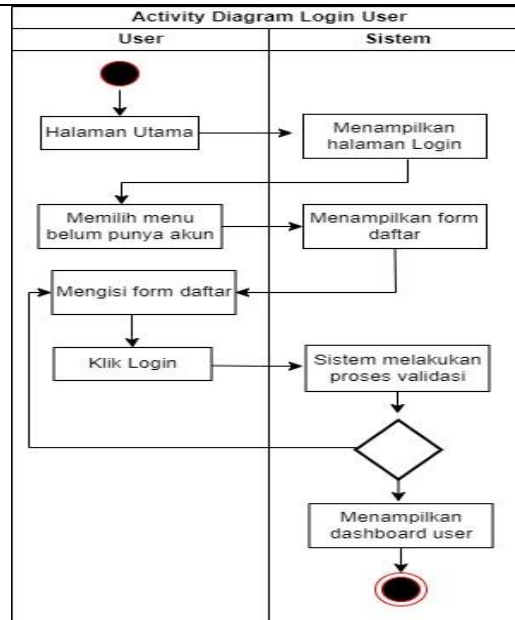 Activity Diagram Login User
User
Sistem
Halaman Utama
Menampilkan
halaman Login
Memilih menu
belum punya akun
Menampilkan form
daftar
Mengisi form daftar
Klik Login
Sistem melakukan
proses validasi
Menampilkan
dashboard user